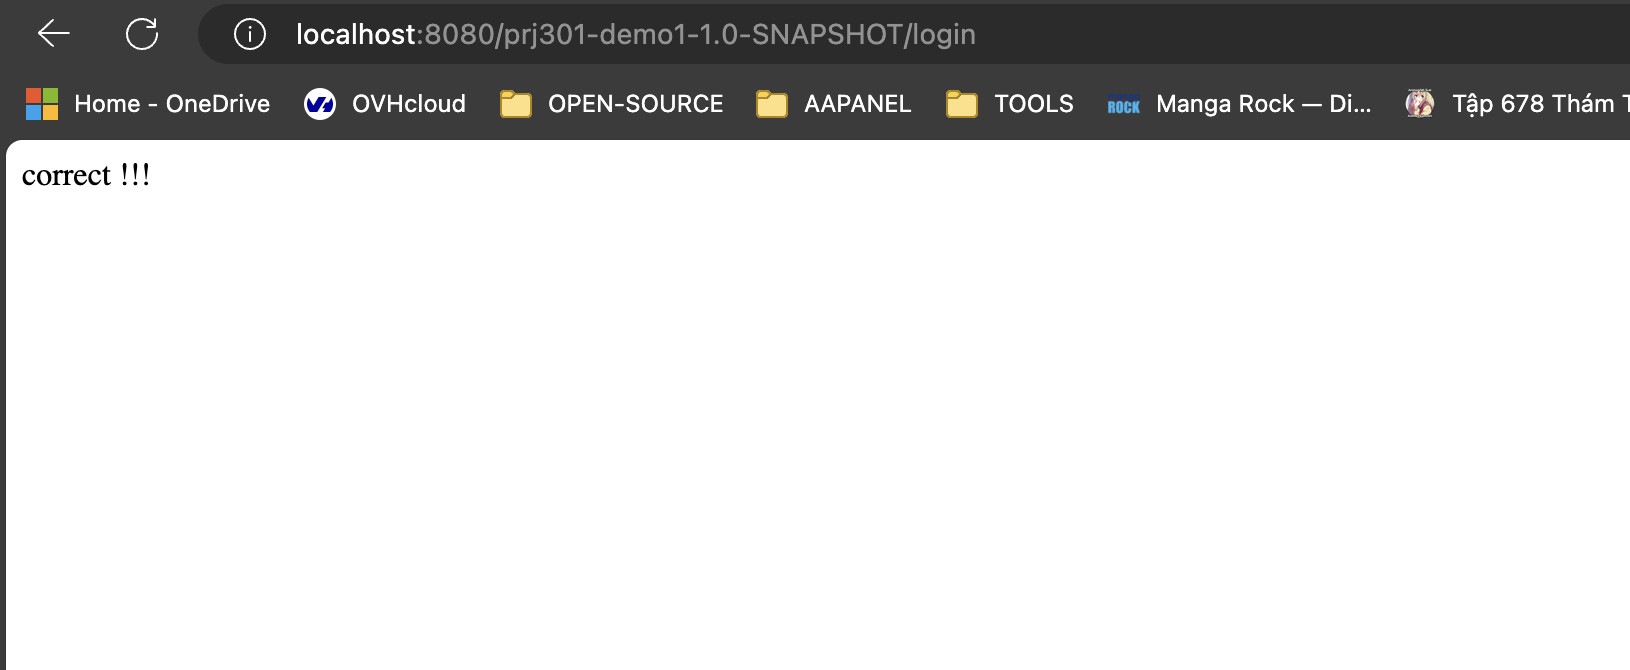 localhost:8080/prj301-demo1-1.0-SNAPSHOT/login
Home - OneDrive OVHcloud OPEN-SOURCE AAPANEL TOOLS ROCK Manga Rock — Di... Tập 678 Thám
correct !!!